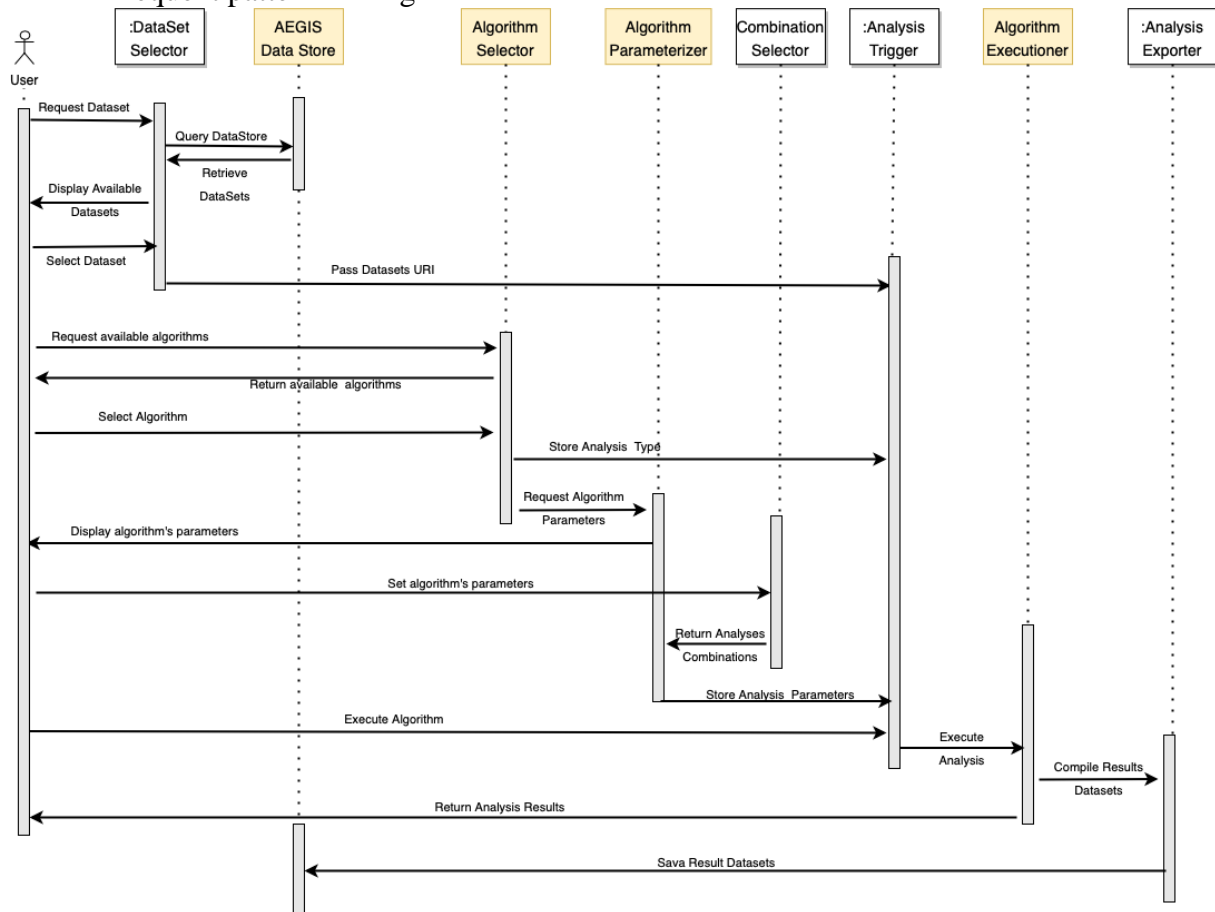 :DataSet
Selector
AEGIS
Data Store
Algorithm
Selector
Algorithm
Parameterizer
Combination
Selector
:Analysis
Trigger
Algorithm
Executioner
:Analysis
Exporter
User
Request Dataset
Query DataStore
Retrieve
DataSets
Display Available
Datasets
Select Dataset
Pass Datasets URI
Request available algorithms
Return available algorithms
Select Algorithm
Store Analysis Type
Request Algorithm
Parameters
Display algorithm's parameters
Set algorithm's parameters
Return Analyses
Combinations
Store Analysis Parameters
Execute Algorithm
Execute
Analysis
Compile Results
Datasets
Return Analysis Results
Sava Result Datasets